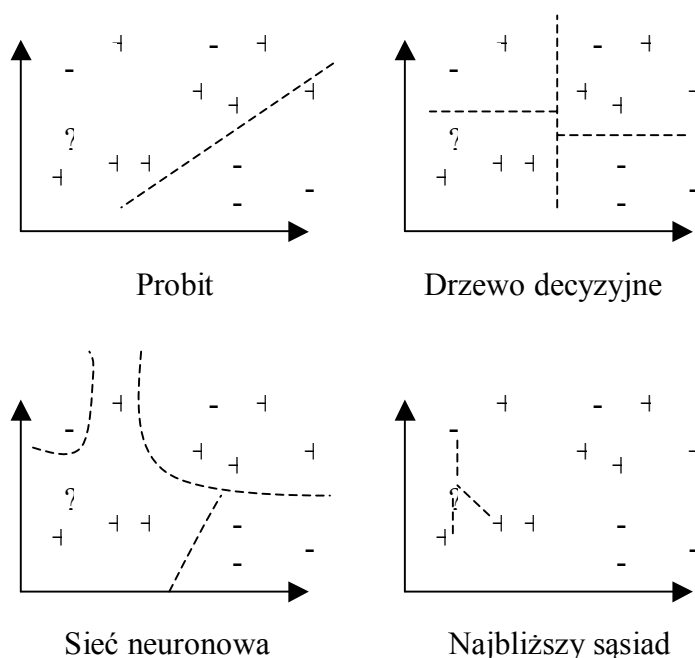 Probit
Drzewo decyzyjne
?
?
Sieć neuronowa
Najbliższy sąsiad
?
?